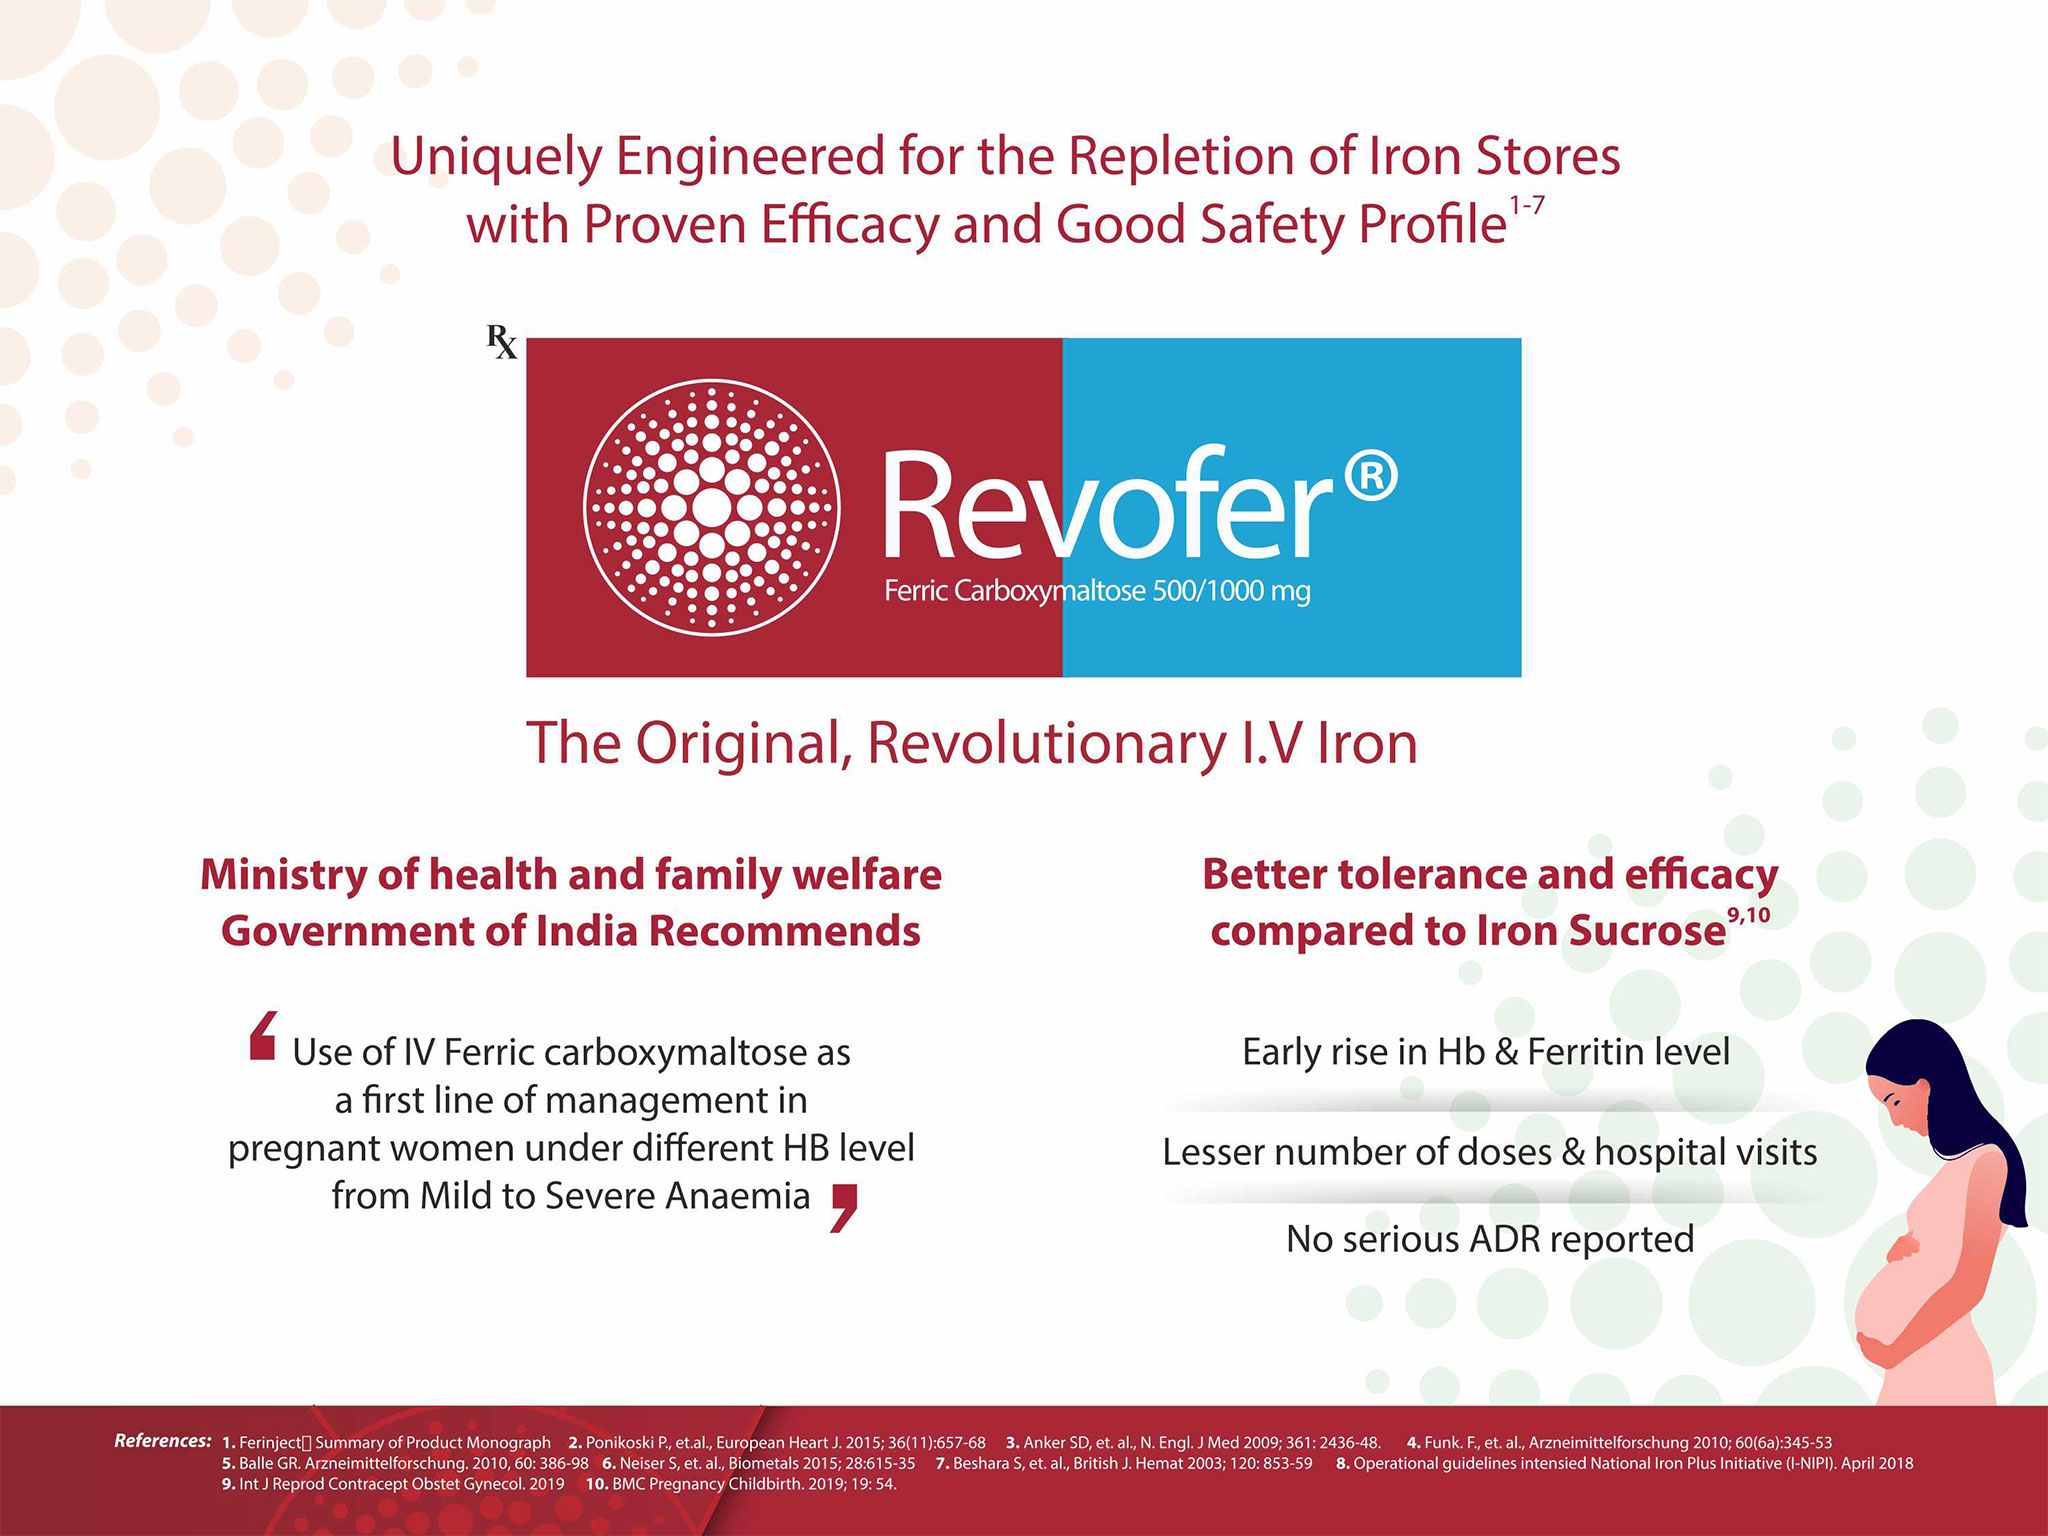 Uniquely Engineered for the Repletion of Iron Stores
with Proven Efficacy and Good Safety Profile1-7
Rx
Revofer®
Ferric Carboxymaltose 500/1000 mg
The Original, Revolutionary I.V Iron
Ministry of health and family welfare
Government of India Recommends
‘ Use of IV Ferric carboxymaltose as
a first line of management in
pregnant women under different HB level
from Mild to Severe Anaemia ’
Better tolerance and efficacy
compared to Iron Sucrose9,10
Early rise in Hb & Ferritin level
Lesser number of doses & hospital visits
No serious ADR reported
References: 1. Ferinject▯ Summary of Product Monograph 2. Ponikoski P., et.al., European Heart J. 2015; 36(11):657-68 3. Anker SD, et. al., N. Engl. J Med 2009; 361: 2436-48. 4. Funk. F., et. al., Arzneimittelforschung 2010; 60(6a):345-53
5. Balle GR. Arzneimittelforschung. 2010, 60: 386-98 6. Neiser S, et. al., Biometals 2015; 28:615-35 7. Beshara S, et. al., British J. Hemat 2003; 120: 853-59 8. Operational guidelines intensied National Iron Plus Initiative (I-NIPI). April 2018
9. Int J Reprod Contracept Obstet Gynecol. 2019 10. BMC Pregnancy Childbirth. 2019; 19: 54.